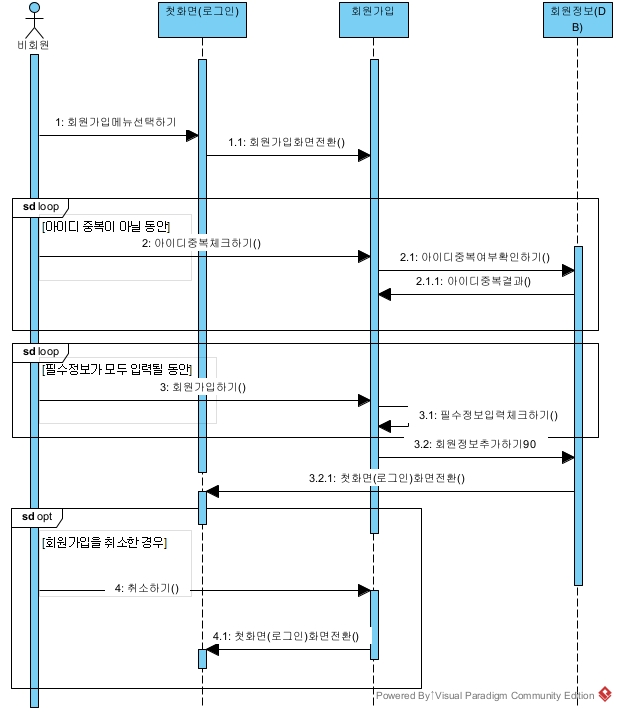 비회원
첫화면(로그인)
회원가입
회원정보(D
B)
1: 회원가입메뉴선택하기
1.1: 회원가입화면전환()
sd loop
[아이디 중복이 아닐 동안]
2: 아이디중복체크하기()
2.1: 아이디중복여부확인하기()
2.1.1: 아이디중복결과()
sd loop
[필수정보가 모두 입력될 동안]
3: 회원가입하기()
3.1: 필수정보입력체크하기()
3.2: 회원정보추가하기90
3.2.1: 첫화면(로그인)화면전환()
sd opt
[회원가입을 취소한 경우]
4: 취소하기()
4.1: 첫화면(로그인)화면전환()
Powered By Visual Paradigm Community Edition